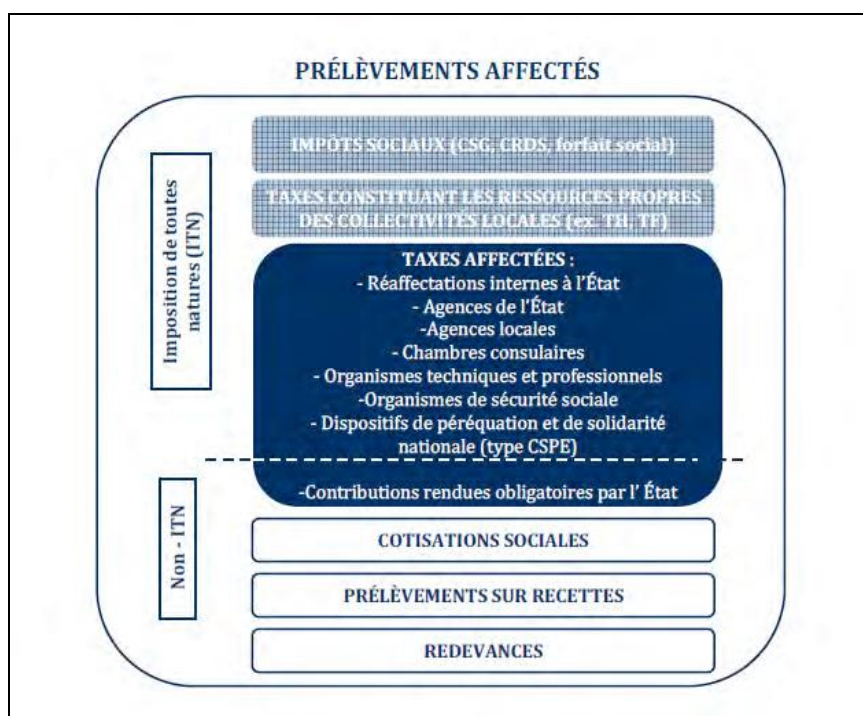 PRÉLÈVEMENTS AFFECTÉS
Imposition de toutes
natures (ITN)
IMPÔTS SOCIAUX (CSG, CRDS, forfait social)
TAXES CONSTITUANT LES RESSOURCES PROPRES
DES COLLECTIVITÉS LOCALES (ex. TH, TF)
TAXES AFFECTÉES :
- Réaffectations internes à l'État
- Agences de l'État
-Agences locales
- Chambres consulaires
- Organismes techniques et professionnels
-Organismes de sécurité sociale
- Dispositifs de péréquation et de solidarité
nationale (type CSPE)
Non - ITN
-Contributions rendues obligatoires par l' État
COTISATIONS SOCIALES
PRÉLÈVEMENTS SUR RECETTES
REDEVANCES